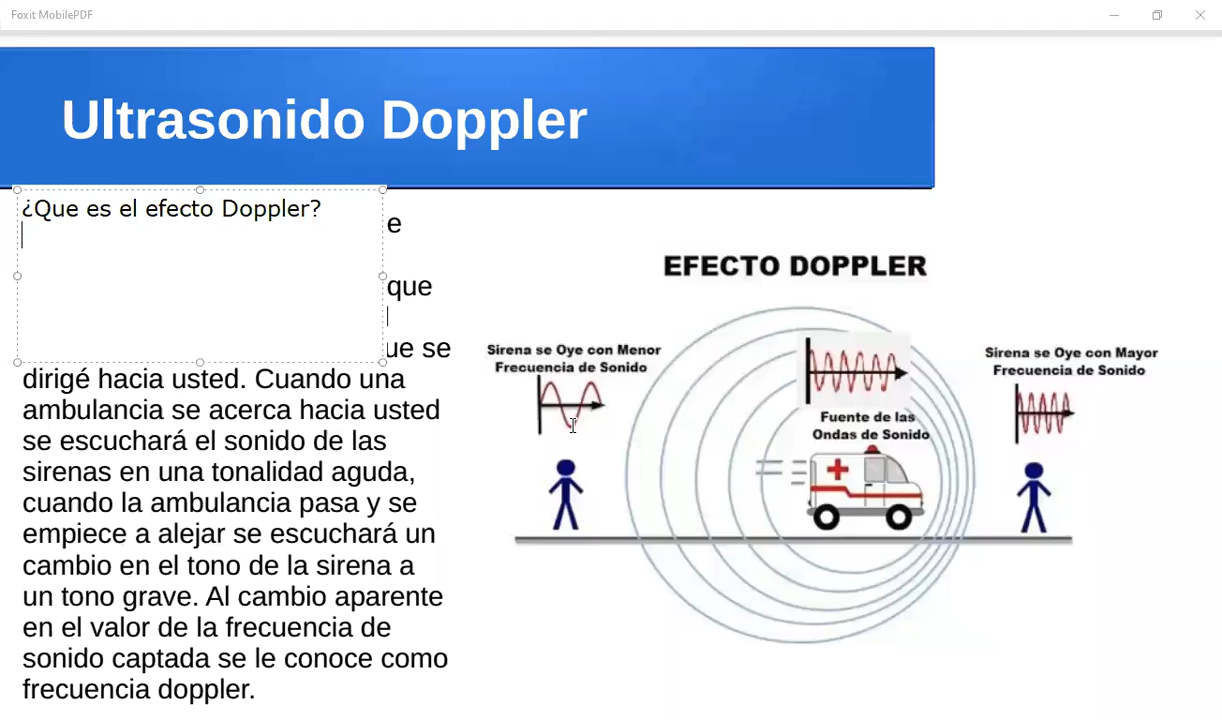 Foxit MobilePDF
Ultrasonido Doppler
¿Que es el efecto Doppler?
e
que
ue se
dirigé hacia usted. Cuando una
ambulancia se acerca hacia usted
se escuchará el sonido de las
sirenas en una tonalidad aguda,
cuando la ambulancia pasa y se
empiece a alejar se escuchará un
cambio en el tono de la sirena a
un tono grave. Al cambio aparente
en el valor de la frecuencia de
sonido captada se le conoce como
frecuencia doppler.
EFECTO DOPPLER
Sirena se Oye con Menor
Frecuencia de Sonido
Fuente de las
Ondas de Sonido
Sirena se Oye con Mayor
Frecuencia de Sonido